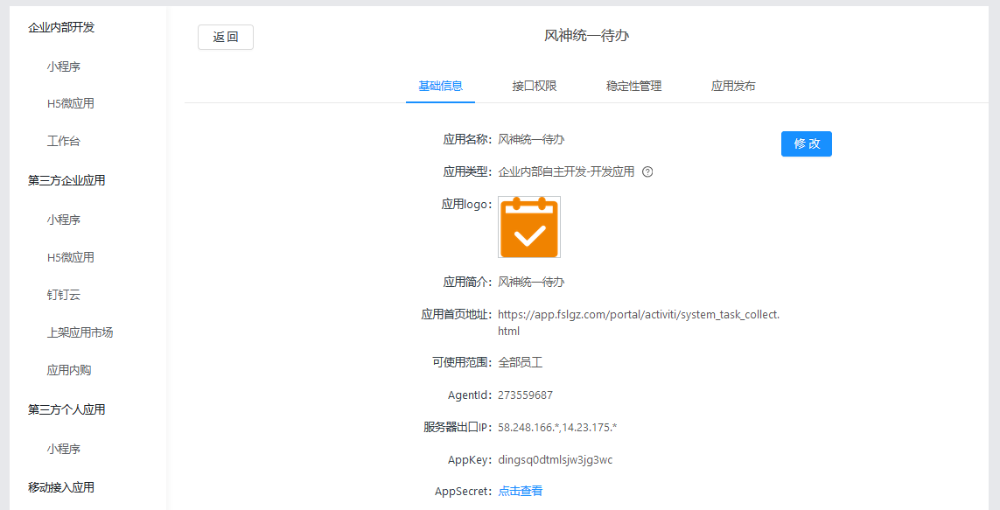 企业内部开发
小程序
H5微应用
工作台
第三方企业应用
小程序
H5微应用
钉钉云
上架应用市场
应用内购
第三方个人应用
小程序
移动接入应用
返 回
风神统一待办
基础信息
接口权限
稳定性管理
应用发布
应用名称： 风神统一待办
修 改
应用类型： 企业内部自主开发-开发应用 ?
应用logo：
应用简介： 风神统一待办
应用首页地址： https://app.fslgz.com/portal/activiti/system_task_collect.
html
可使用范围： 全部员工
AgentId： 273559687
服务器出口IP： 58.248.166.*,14.23.175.*
AppKey： dingsq0dtmlsjw3jg3wc
AppSecret： 点击查看